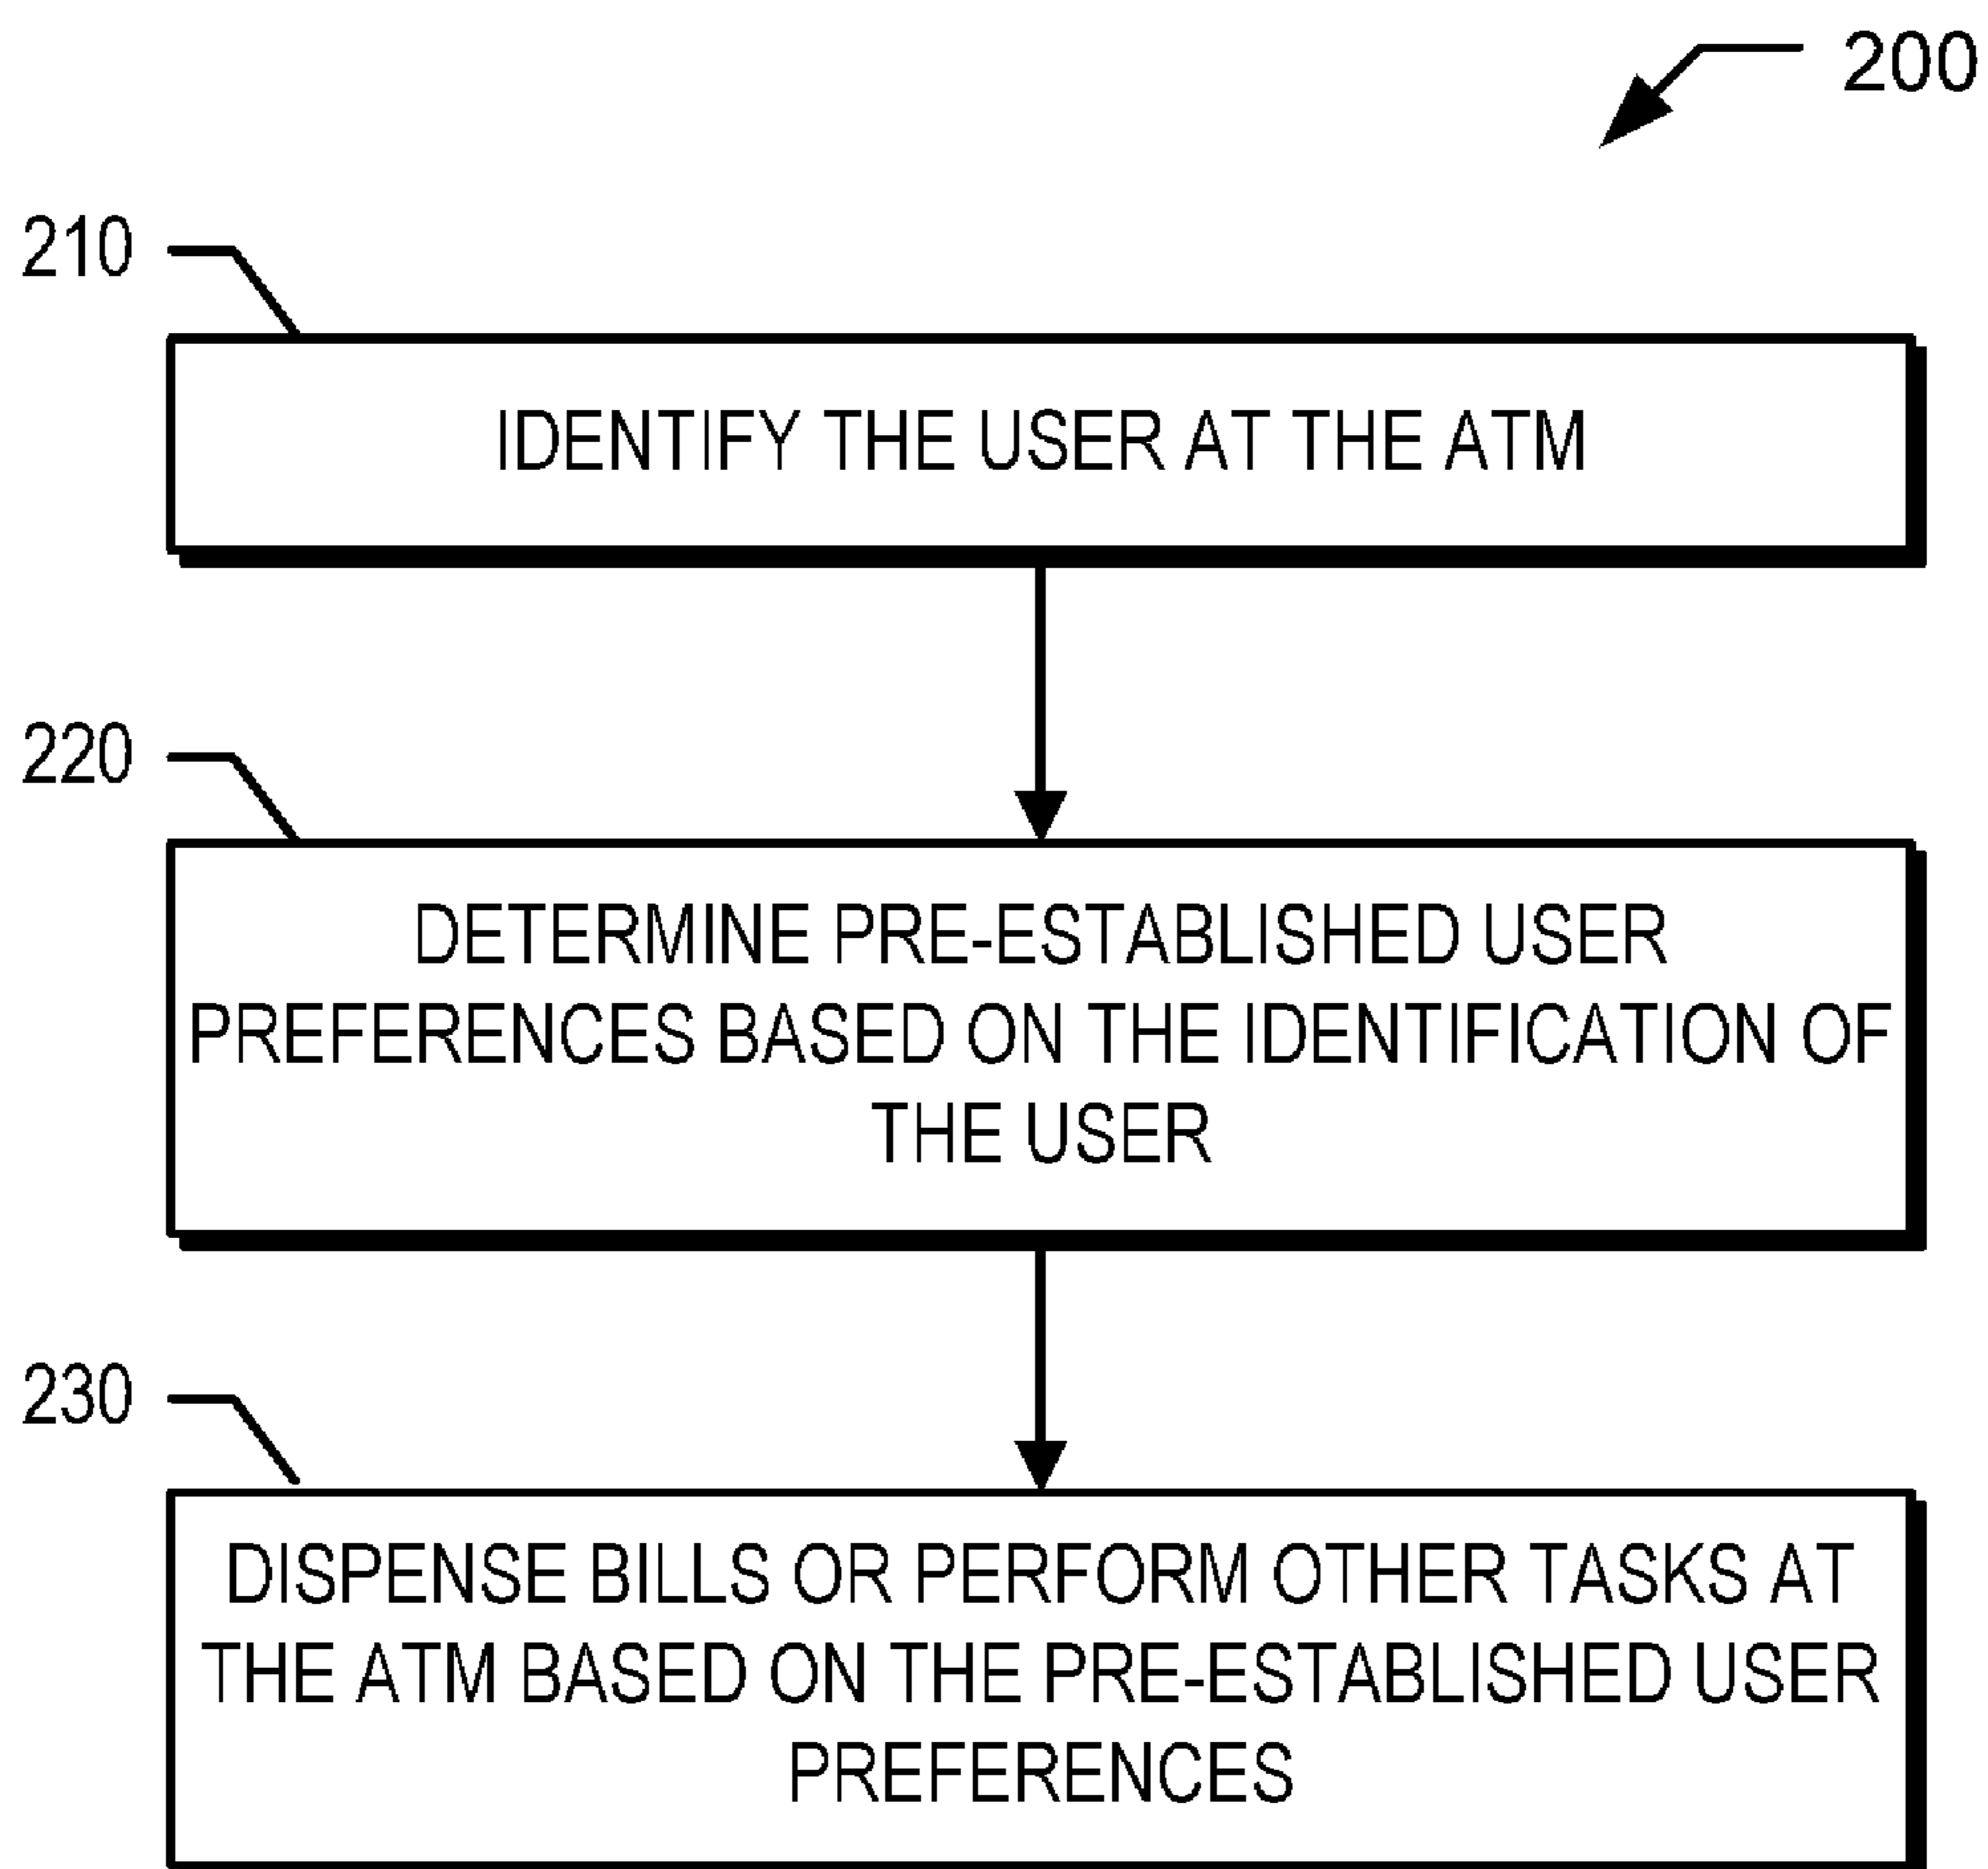 200
210
IDENTIFY THE USER AT THE ATM
220
DETERMINE PRE-ESTABLISHED USER
PREFERENCES BASED ON THE IDENTIFICATION OF
THE USER
230
DISPENSE BILLS OR PERFORM OTHER TASKS AT
THE ATM BASED ON THE PRE-ESTABLISHED USER
PREFERENCES